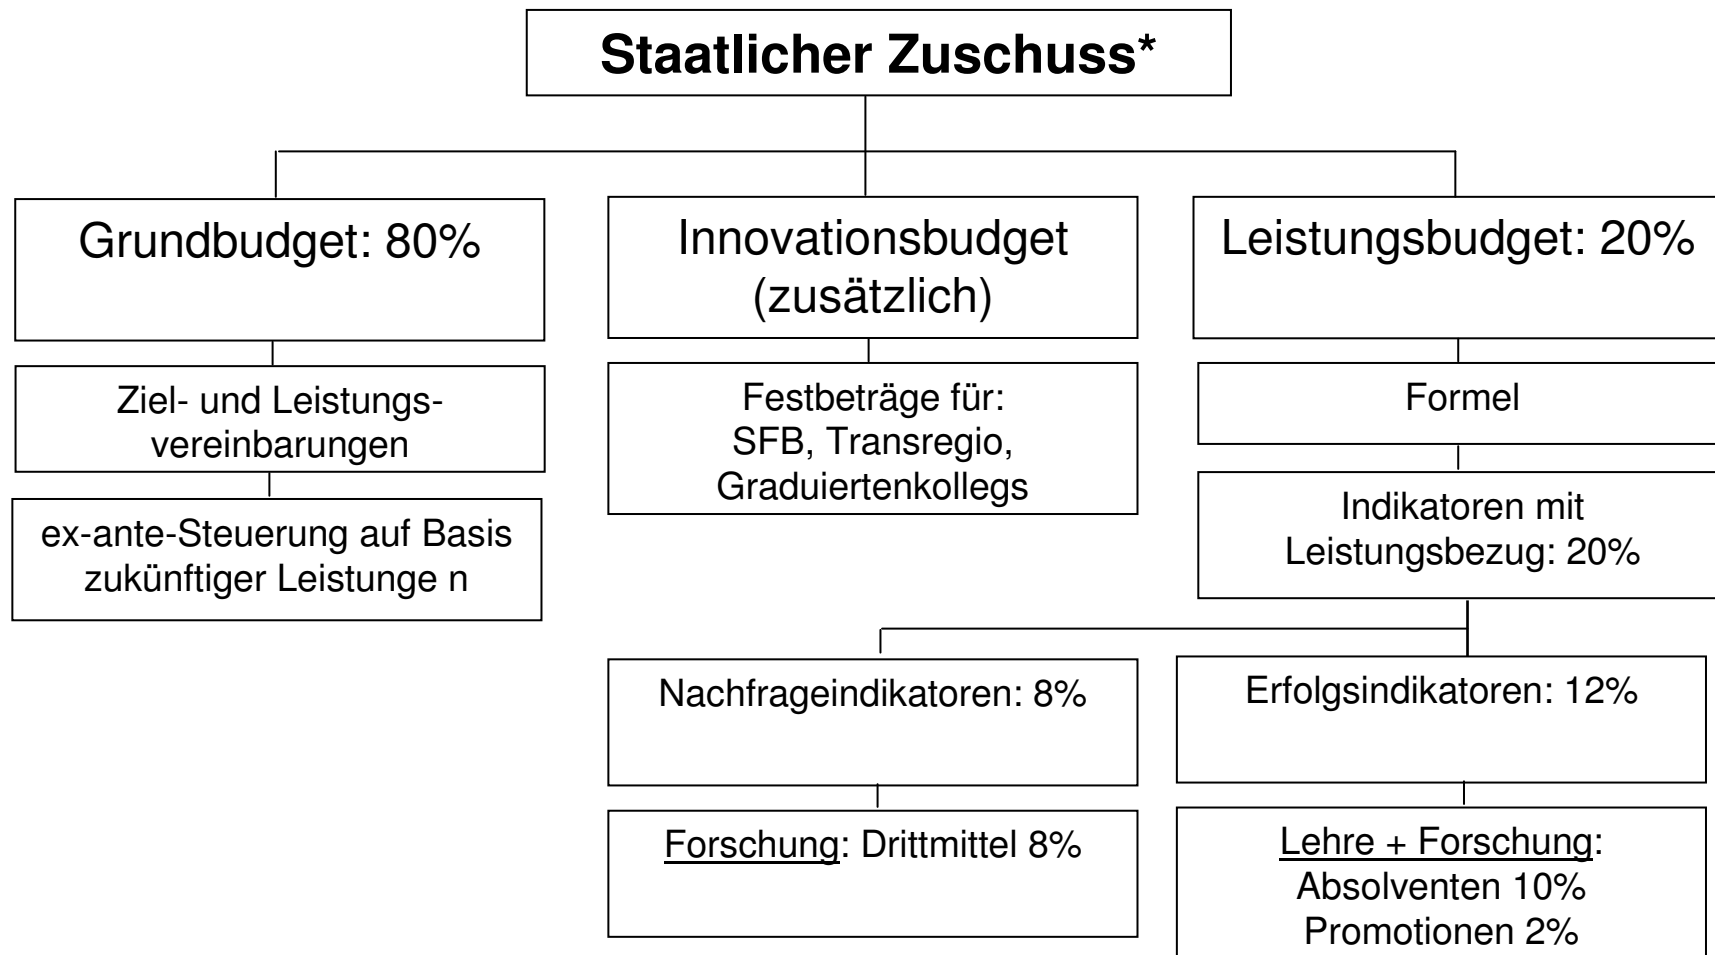 Staatlicher Zuschuss*
Grundbudget: 80%
Innovationsbudget
(zusätzlich)
Leistungsbudget: 20%
Ziel- und Leistungs-
vereinbarungen
Festbeträge für:
SFB, Transregio,
Graduiertenkollegs
Formel
ex-ante-Steuerung auf Basis
zukünftiger Leistunge n
Indikatoren mit
Leistungsbezug: 20%
Nachfrageindikatoren: 8%
Erfolgsindikatoren: 12%
Forschung: Drittmittel 8%
Lehre + Forschung:
Absolventen 10%
Promotionen 2%